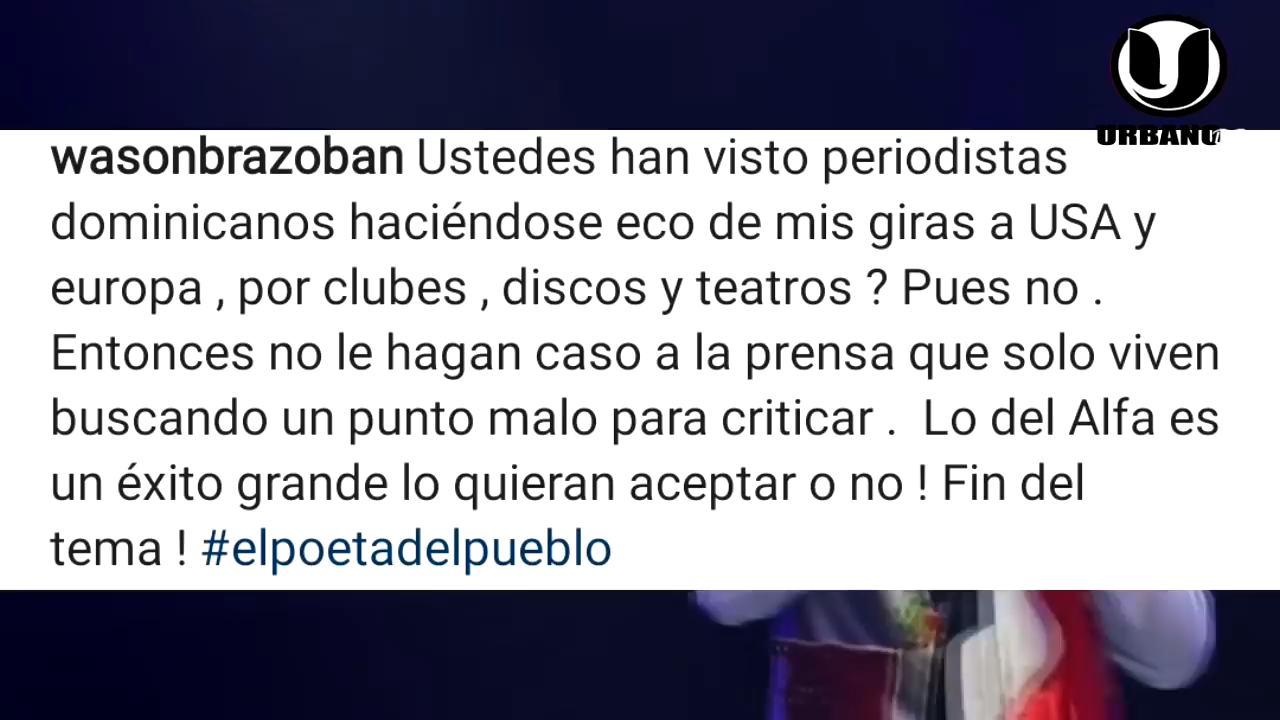 URBANO
wasonbrazoban Ustedes han visto periodistas
dominicanos haciéndose eco de mis giras a USA y
europa , por clubes , discos y teatros ? Pues no .
Entonces no le hagan caso a la prensa que solo viven
buscando un punto malo para criticar .  Lo del Alfa es
un éxito grande lo quieran aceptar o no ! Fin del
tema ! #elpoetadelpueblo